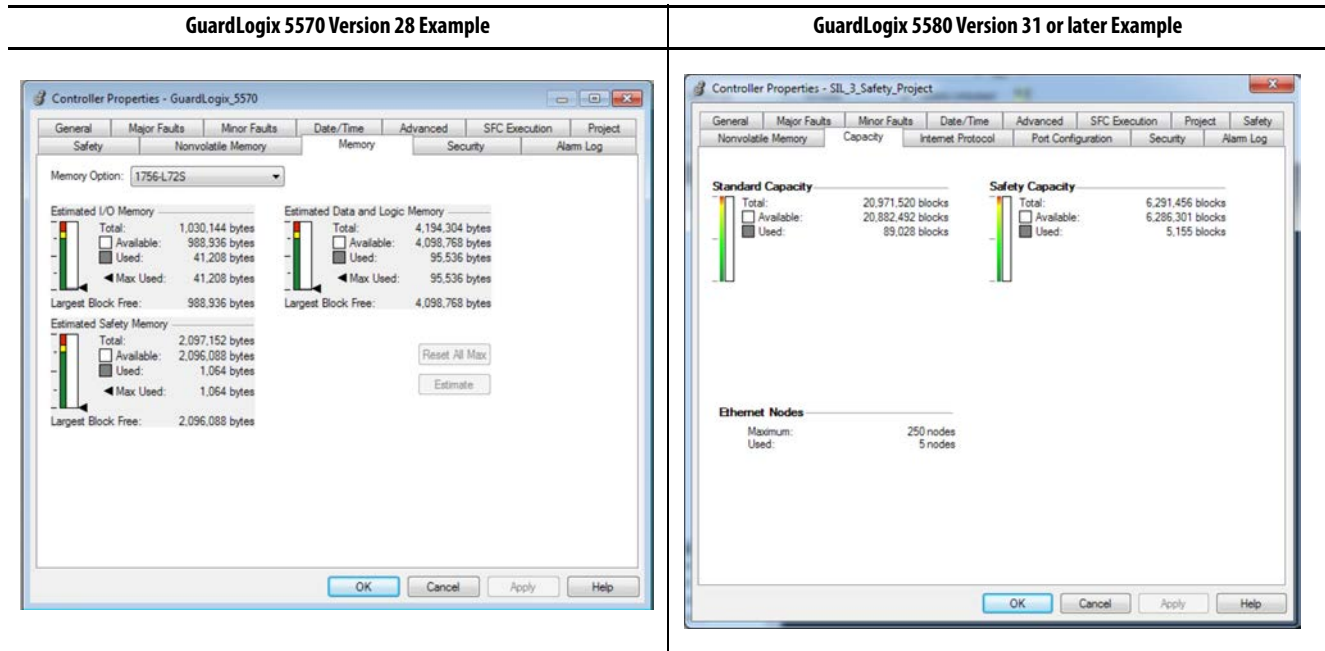 GuardLogix 5570 Version 28 Example
GuardLogix 5580 Version 31 or later Example
Controller Properties - GuardLogix_5570
General Major Faults Minor Faults Date/Time Advanced SFC Execution Project
Safety Nonvolatile Memory Memory Security Alarm Log
Memory Option: 1756-L72S
Estimated I/O Memory
Total: 1,030,144 bytes
Available: 988,936 bytes
Used: 41,208 bytes
Max Used: 41,208 bytes
Largest Block Free: 988,936 bytes
Estimated Data and Logic Memory
Total: 4,194,304 bytes
Available: 4,098,768 bytes
Used: 95,536 bytes
Max Used: 95,536 bytes
Largest Block Free: 4,098,768 bytes
Estimated Safety Memory
Total: 2,097,152 bytes
Available: 2,096,088 bytes
Used: 1,064 bytes
Max Used: 1,064 bytes
Largest Block Free: 2,096,088 bytes
Reset All Max
Estimate
OK Cancel Apply Help
Controller Properties - SIL_3_Safety_Project
General Major Faults Minor Faults Date/Time Advanced SFC Execution Project Safety
Nonvolatile Memory Capacity Internet Protocol Port Configuration Security Alarm Log
Standard Capacity
Total: 20,971,520 blocks
Available: 20,882,492 blocks
Used: 89,028 blocks
Safety Capacity
Total: 6,291,456 blocks
Available: 6,286,301 blocks
Used: 5,155 blocks
Ethernet Nodes
Maximum: 250 nodes
Used: 5 nodes
OK Cancel Apply Help